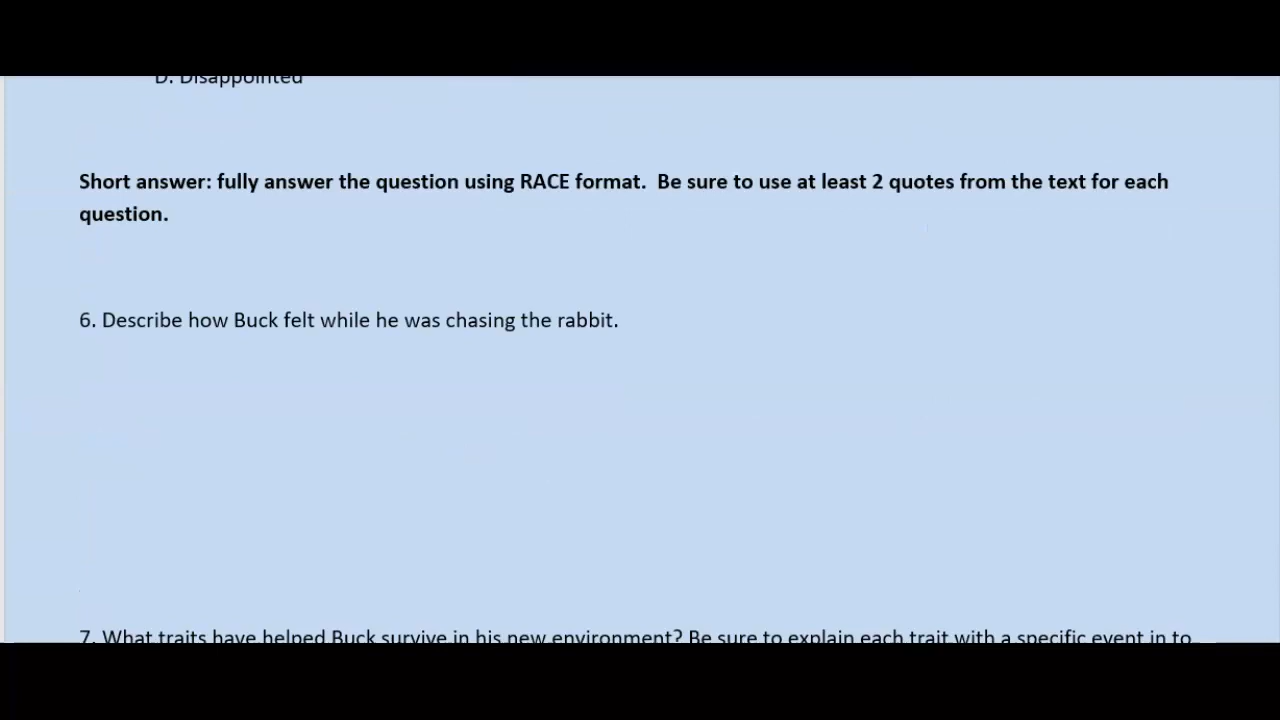 D. Disappointed
Short answer: fully answer the question using RACE format.  Be sure to use at least 2 quotes from the text for each
question.
6. Describe how Buck felt while he was chasing the rabbit.
7. What traits have helped Buck survive in his new environment? Be sure to explain each trait with a specific event in to